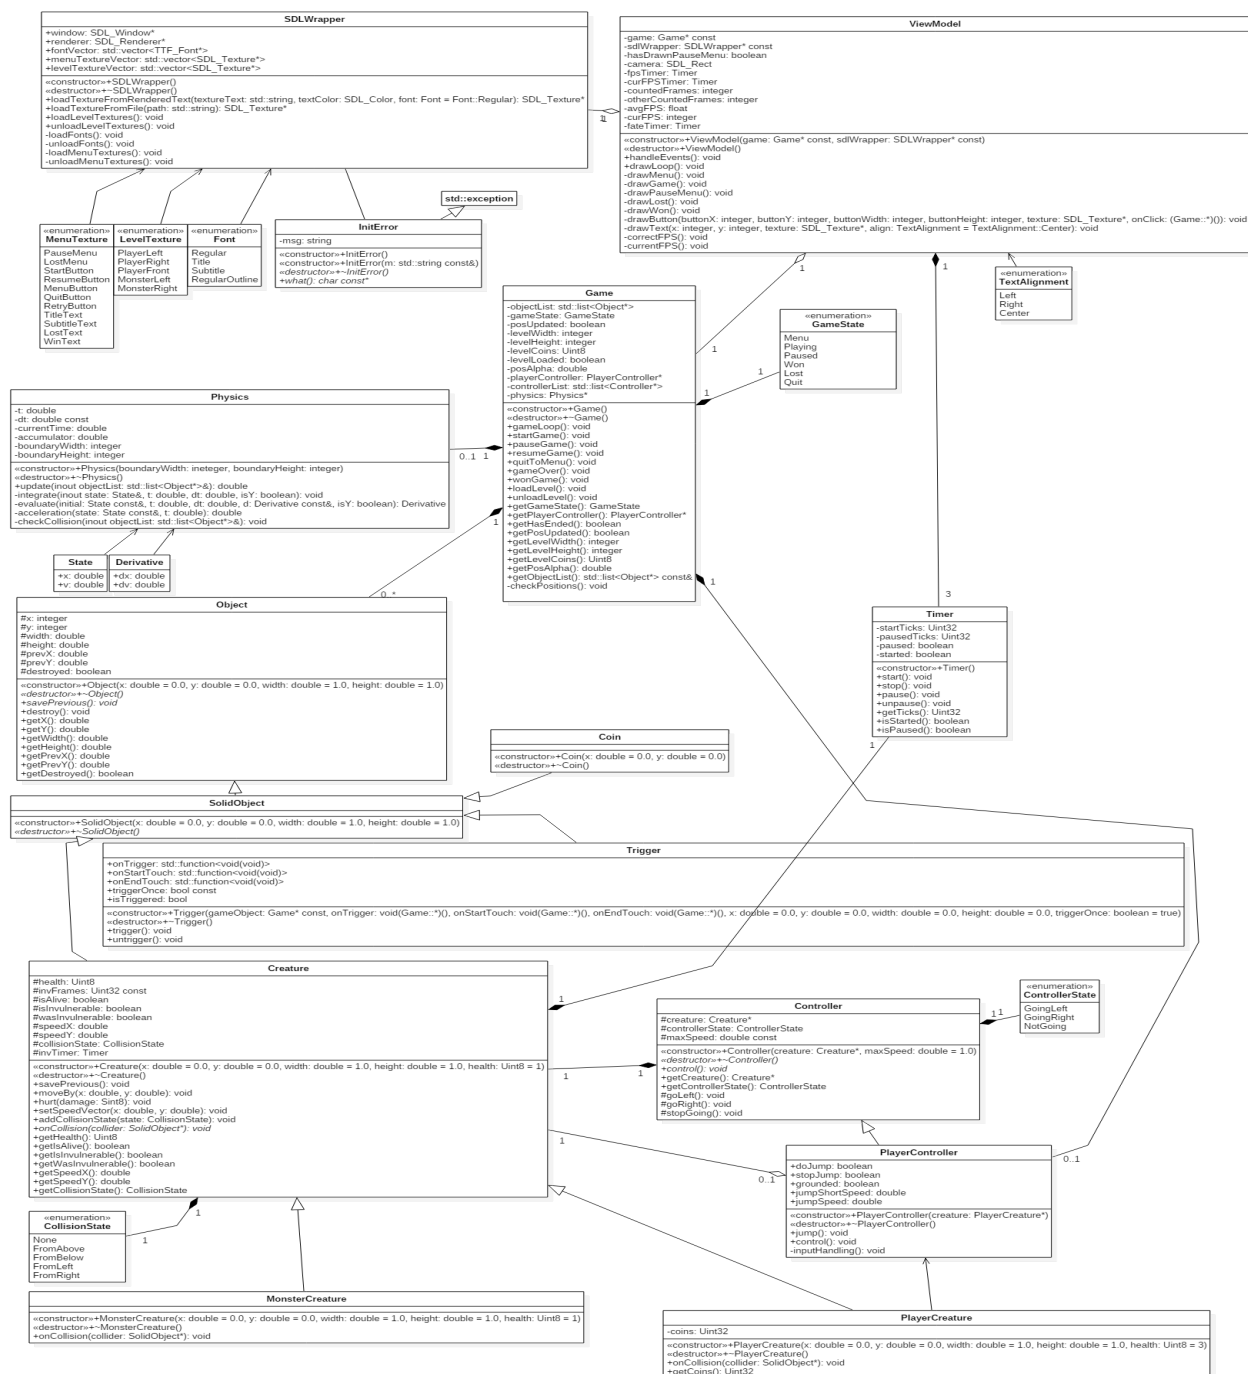 SDLWrapper
+window: SDL_Window*
+renderer: SDL_Renderer*
+fontVector: std::vector<TTF_Font*>
+menuTextureVector: std::vector<SDL_Texture*>
+levelTextureVector: std::vector<SDL_Texture*>
«constructor»+SDLWrapper()
«destructor»+~SDLWrapper()
+loadTextureFromRenderedText(textureText: std::string, textColor: SDL_Color, font: Font = Font::Regular): SDL_Texture*
+loadTextureFromFile(path: std::string): SDL_Texture*
+loadLevelTextures(): void
+unloadLevelTextures(): void
-loadFonts(): void
-unloadFonts(): void
-loadMenuTextures(): void
-unloadMenuTextures(): void
ViewModel
-game: Game* const
-sdlWrapper: SDLWrapper* const
-hasDrawnPauseMenu: boolean
-camera: SDL_Rect
-fpsTimer: Timer
-curFPSTimer: Timer
-countedFrames: integer
-otherCountedFrames: integer
-avgFPS: float
-curFPS: integer
-fateTimer: Timer
«constructor»+ViewModel(game: Game* const, sdlWrapper: SDLWrapper* const)
«destructor»+ViewModel()
+handleEvents(): void
+drawLoop(): void
-drawMenu(): void
-drawGame(): void
-drawPauseMenu(): void
-drawLost(): void
-drawWon(): void
-drawButton(buttonX: integer, buttonY: integer, buttonWidth: integer, buttonHeight: integer, texture: SDL_Texture*, onClick: (Game::*)()): void
-drawText(x: integer, y: integer, texture: SDL_Texture*, align: TextAlignment = TextAlignment::Center): void
-correctFPS(): void
-currentFPS(): void
1
1
std::exception
«enumeration»
MenuTexture
PauseMenu
LostMenu
StartButton
ResumeButton
MenuButton
QuitButton
RetryButton
TitleText
SubtitleText
LostText
WinText
«enumeration»
LevelTexture
PlayerLeft
PlayerRight
PlayerFront
MonsterLeft
MonsterRight
«enumeration»
Font
Regular
Title
Subtitle
RegularOutline
InitError
-msg: string
«constructor»+InitError()
«constructor»+InitError(m: std::string const&)
«destructor»+~InitError()
+what(): char const*
«enumeration»
TextAlignment
Left
Right
Center
1
1
1
Game
-objectList: std::list<Object*>
-gameState: GameState
-posUpdated: boolean
-levelWidth: integer
-levelHeight: integer
-levelCoins: Uint8
-levelLoaded: boolean
-posAlpha: double
-playerController: PlayerController*
-controllerList: std::list<Controller*>
-physics: Physics*
«constructor»+Game()
«destructor»+~Game()
+gameLoop(): void
+startGame(): void
+pauseGame(): void
+resumeGame(): void
+quitToMenu(): void
+gameOver(): void
+wonGame(): void
+loadLevel(): void
+unloadLevel(): void
+getGameState(): GameState
+getPlayerController(): PlayerController*
+getHasEnded(): boolean
+getPosUpdated(): boolean
+getLevelWidth(): integer
+getLevelHeight(): integer
+getLevelCoins(): Uint8
+getPosAlpha(): double
+getObjectList(): std::list<Object*> const&
-checkPositions(): void
«enumeration»
GameState
Menu
Playing
Paused
Won
Lost
Quit
1
1
Physics
-t: double
-dt: double const
-currentTime: double
-accumulator: double
-boundaryWidth: integer
-boundaryHeight: integer
«constructor»+Physics(boundaryWidth: ineteger, boundaryHeight: integer)
«destructor»+~Physics()
+update(inout objectList: std::list<Object*>&): double
-integrate(inout state: State&, t: double, dt: double, isY: boolean): void
-evaluate(initial: State const&, t: double, dt: double, d: Derivative const&, isY: boolean): Derivative
-acceleration(state: State const&, t: double): double
-checkCollision(inout objectList: std::list<Object*>&): void
0..1
1
1
State
+x: double
+v: double
Derivative
+dx: double
+dv: double
0..*
1
3
Object
#x: integer
#y: integer
#width: double
#height: double
#prevX: double
#prevY: double
#destroyed: boolean
«constructor»+Object(x: double = 0.0, y: double = 0.0, width: double = 1.0, height: double = 1.0)
«destructor»+~Object()
+savePrevious(): void
+destroy(): void
+getX(): double
+getY(): double
+getWidth(): double
+getHeight(): double
+getPrevX(): double
+getPrevY(): double
+getDestroyed(): boolean
Timer
-startTicks: Uint32
-pausedTicks: Uint32
-paused: boolean
-started: boolean
«constructor»+Timer()
+start(): void
+stop(): void
+pause(): void
+unpause(): void
+getTicks(): Uint32
+isStarted(): boolean
+isPaused(): boolean
1
Coin
«constructor»+Coin(x: double = 0.0, y: double = 0.0)
«destructor»+~Coin()
SolidObject
«constructor»+SolidObject(x: double = 0.0, y: double = 0.0, width: double = 1.0, height: double = 1.0)
«destructor»+~SolidObject()
Trigger
+onTrigger: std::function<void(void)>
+onStartTouch: std::function<void(void)>
+onEndTouch: std::function<void(void)>
+triggerOnce: bool const
+isTriggered: bool
«constructor»+Trigger(gameObject: Game* const, onTrigger: void(Game::*)(), onStartTouch: void(Game::*)(), onEndTouch: void(Game::*)(), x: double = 0.0, y: double = 0.0, width: double = 0.0, height: double = 0.0, triggerOnce: boolean = true)
«destructor»+~Trigger()
+trigger(): void
+untrigger(): void
Creature
#health: Uint8
#invFrames: Uint32 const
#isAlive: boolean
#isInvulnerable: boolean
#wasInvulnerable: boolean
#speedX: double
#speedY: double
#collisionState: CollisionState
#invTimer: Timer
«constructor»+Creature(x: double = 0.0, y: double = 0.0, width: double = 1.0, height: double = 1.0, health: Uint8 = 1)
«destructor»+~Creature()
+savePrevious(): void
+moveBy(x: double, y: double): void
+hurt(damage: Sint8): void
+setSpeedVector(x: double, y: double): void
+addCollisionState(state: CollisionState): void
+onCollision(collider: SolidObject*): void
+getHealth(): Uint8
+getIsAlive(): boolean
+getIsInvulnerable(): boolean
+getWasInvulnerable(): boolean
+getSpeedX(): double
+getSpeedY(): double
+getCollisionState(): CollisionState
1
1
1
1
Controller
#creature: Creature*
#controllerState: ControllerState
#maxSpeed: double const
«constructor»+Controller(creature: Creature*, maxSpeed: double = 1.0)
«destructor»+~Controller()
+control(): void
+getCreature(): Creature*
+getControllerState(): ControllerState
#goLeft(): void
#goRight(): void
#stopGoing(): void
1
1
«enumeration»
ControllerState
GoingLeft
GoingRight
NotGoing
0..1
0..1
PlayerController
+doJump: boolean
+stopJump: boolean
+grounded: boolean
+jumpShortSpeed: double
+jumpSpeed: double
«constructor»+PlayerController(creature: PlayerCreature*)
«destructor»+~PlayerController()
+jump(): void
+control(): void
-inputHandling(): void
«enumeration»
CollisionState
None
FromAbove
FromBelow
FromLeft
FromRight
1
1
MonsterCreature
«constructor»+MonsterCreature(x: double = 0.0, y: double = 0.0, width: double = 1.0, height: double = 1.0, health: Uint8 = 1)
«destructor»+~MonsterCreature()
+onCollision(collider: SolidObject*): void
PlayerCreature
-coins: Uint32
«constructor»+PlayerCreature(x: double = 0.0, y: double = 0.0, width: double = 1.0, height: double = 1.0, health: Uint8 = 3)
«destructor»+~PlayerCreature()
+onCollision(collider: SolidObject*): void
+getCoins(): Uint32